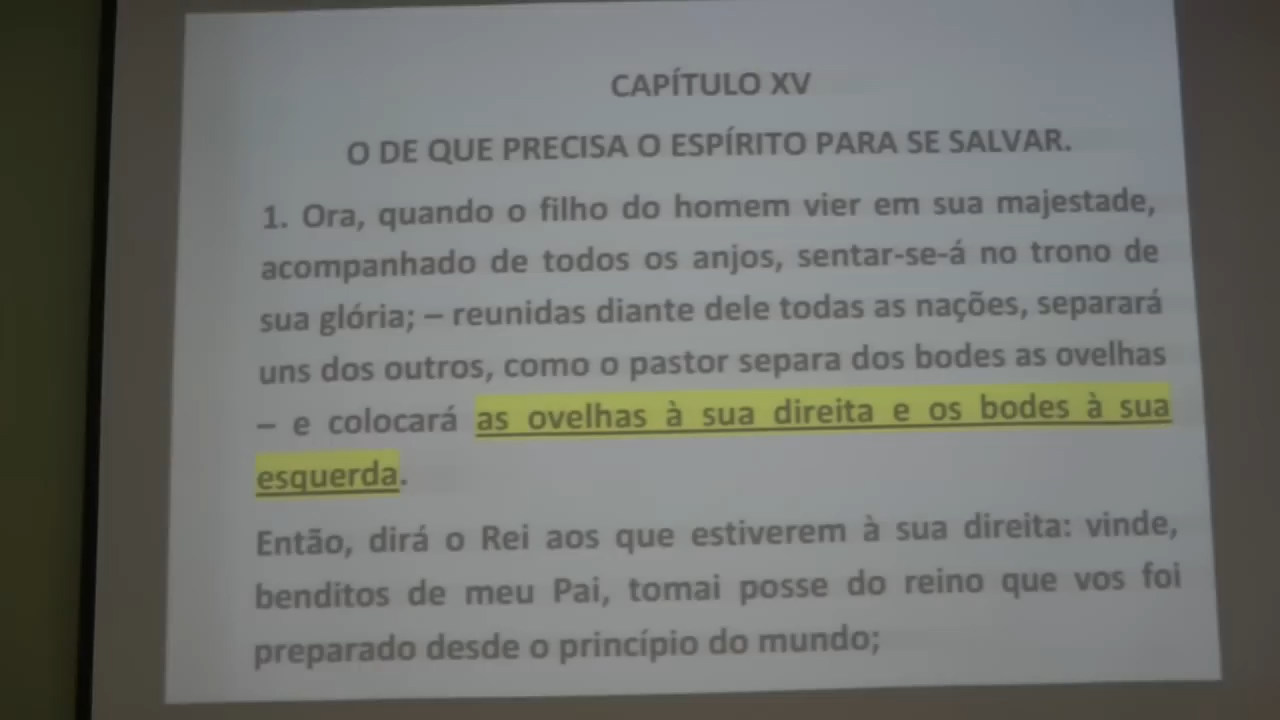 CAPÍTULO XV
O DE QUE PRECISA O ESPÍRITO PARA SE SALVAR.
1. Ora, quando o filho do homem vier em sua majestade,
acompanhado de todos os anjos, sentar-se-á no trono de
sua glória; – reunidas diante dele todas as nações, separará
uns dos outros, como o pastor separa dos bodes as ovelhas
– e colocará as ovelhas à sua direita e os bodes à sua
esquerda.
Então, dirá o Rei aos que estiverem à sua direita: vinde,
benditos de meu Pai, tomai posse do reino que vos foi
preparado desde o princípio do mundo;